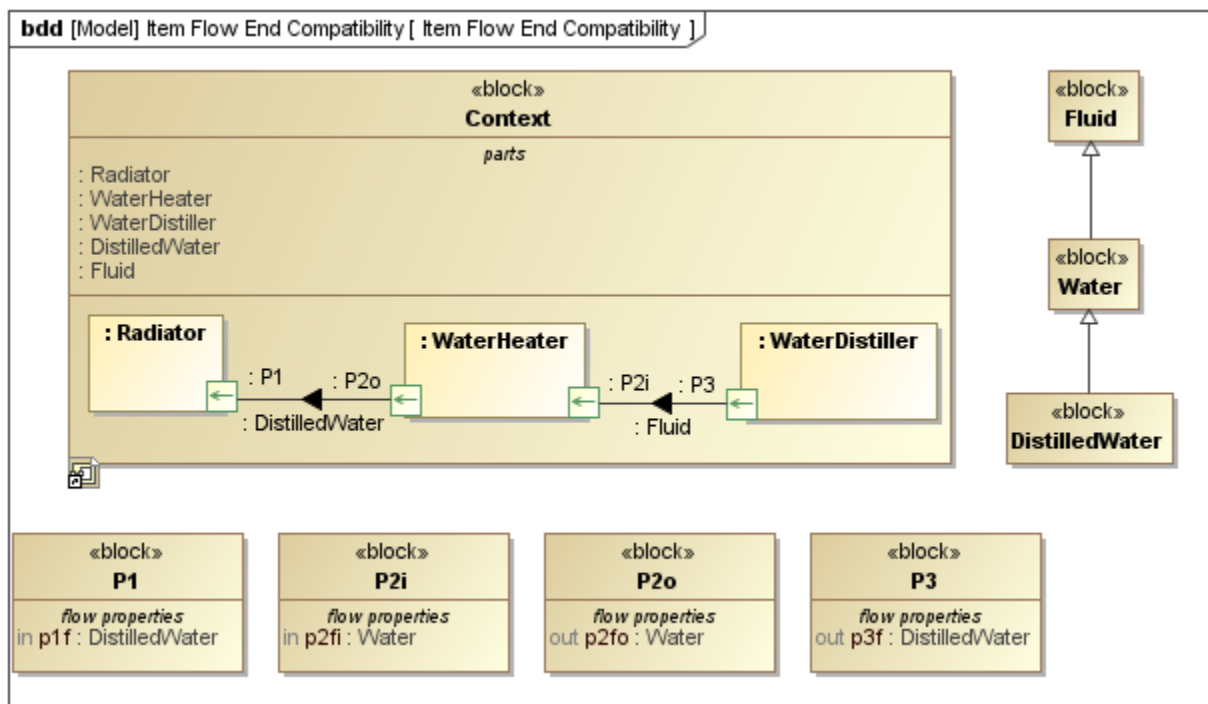 bdd [Model] Item Flow End Compatibility [ Item Flow End Compatibility ]
«block»
Context
parts
: Radiator
: WaterHeater
: WaterDistiller
: DistilledWater
: Fluid
: Radiator
: WaterHeater
: WaterDistiller
: P1
: P2o
: P2i
: P3
: DistilledWater
: Fluid
«block»
Fluid
«block»
Water
«block»
DistilledWater
«block»
P1
flow properties
in p1f : DistilledWater
«block»
P2i
flow properties
in p2fi : Water
«block»
P2o
flow properties
out p2fo : Water
«block»
P3
flow properties
out p3f : DistilledWater